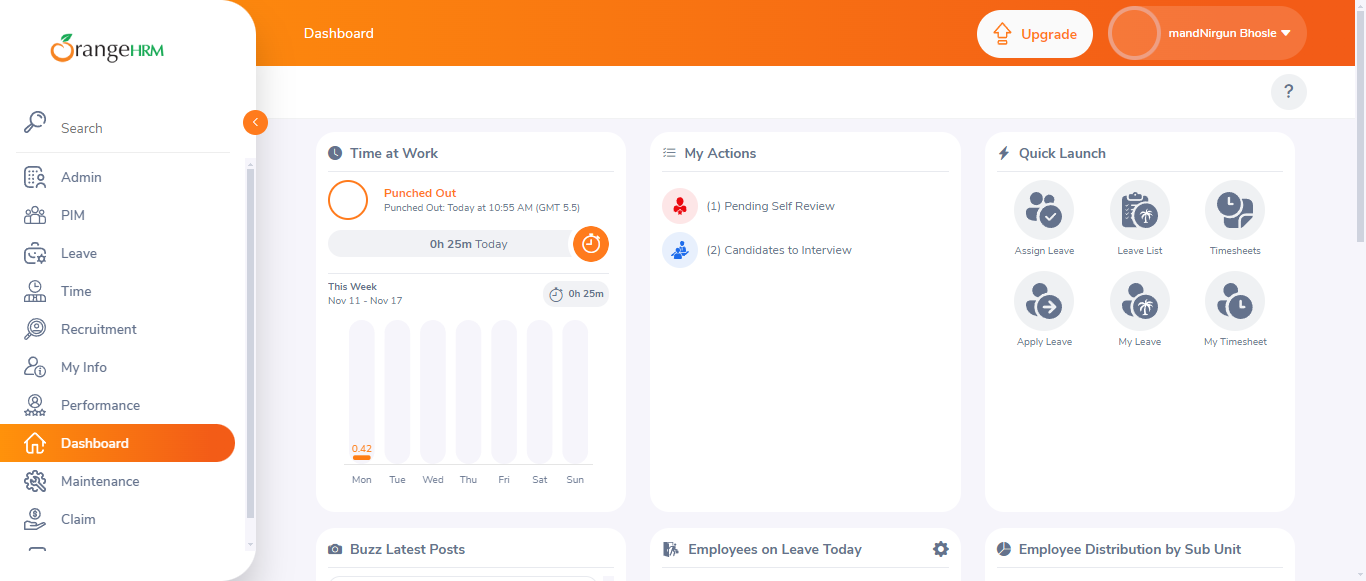 OrangeHRM
Dashboard
Upgrade
mandNirgun Bhosle
?
Search
Admin
PIM
Leave
Time
Recruitment
My Info
Performance
Dashboard
Maintenance
Claim
Time at Work
Punched Out
Punched Out: Today at 10:55 AM (GMT 5.5)
0h 25m Today
This Week
Nov 11 - Nov 17
0h 25m
0.42
Mon Tue Wed Thu Fri Sat Sun
My Actions
(1) Pending Self Review
(2) Candidates to Interview
Quick Launch
Assign Leave Leave List Timesheets
Apply Leave My Leave My Timesheet
Buzz Latest Posts
Employees on Leave Today
Employee Distribution by Sub Unit